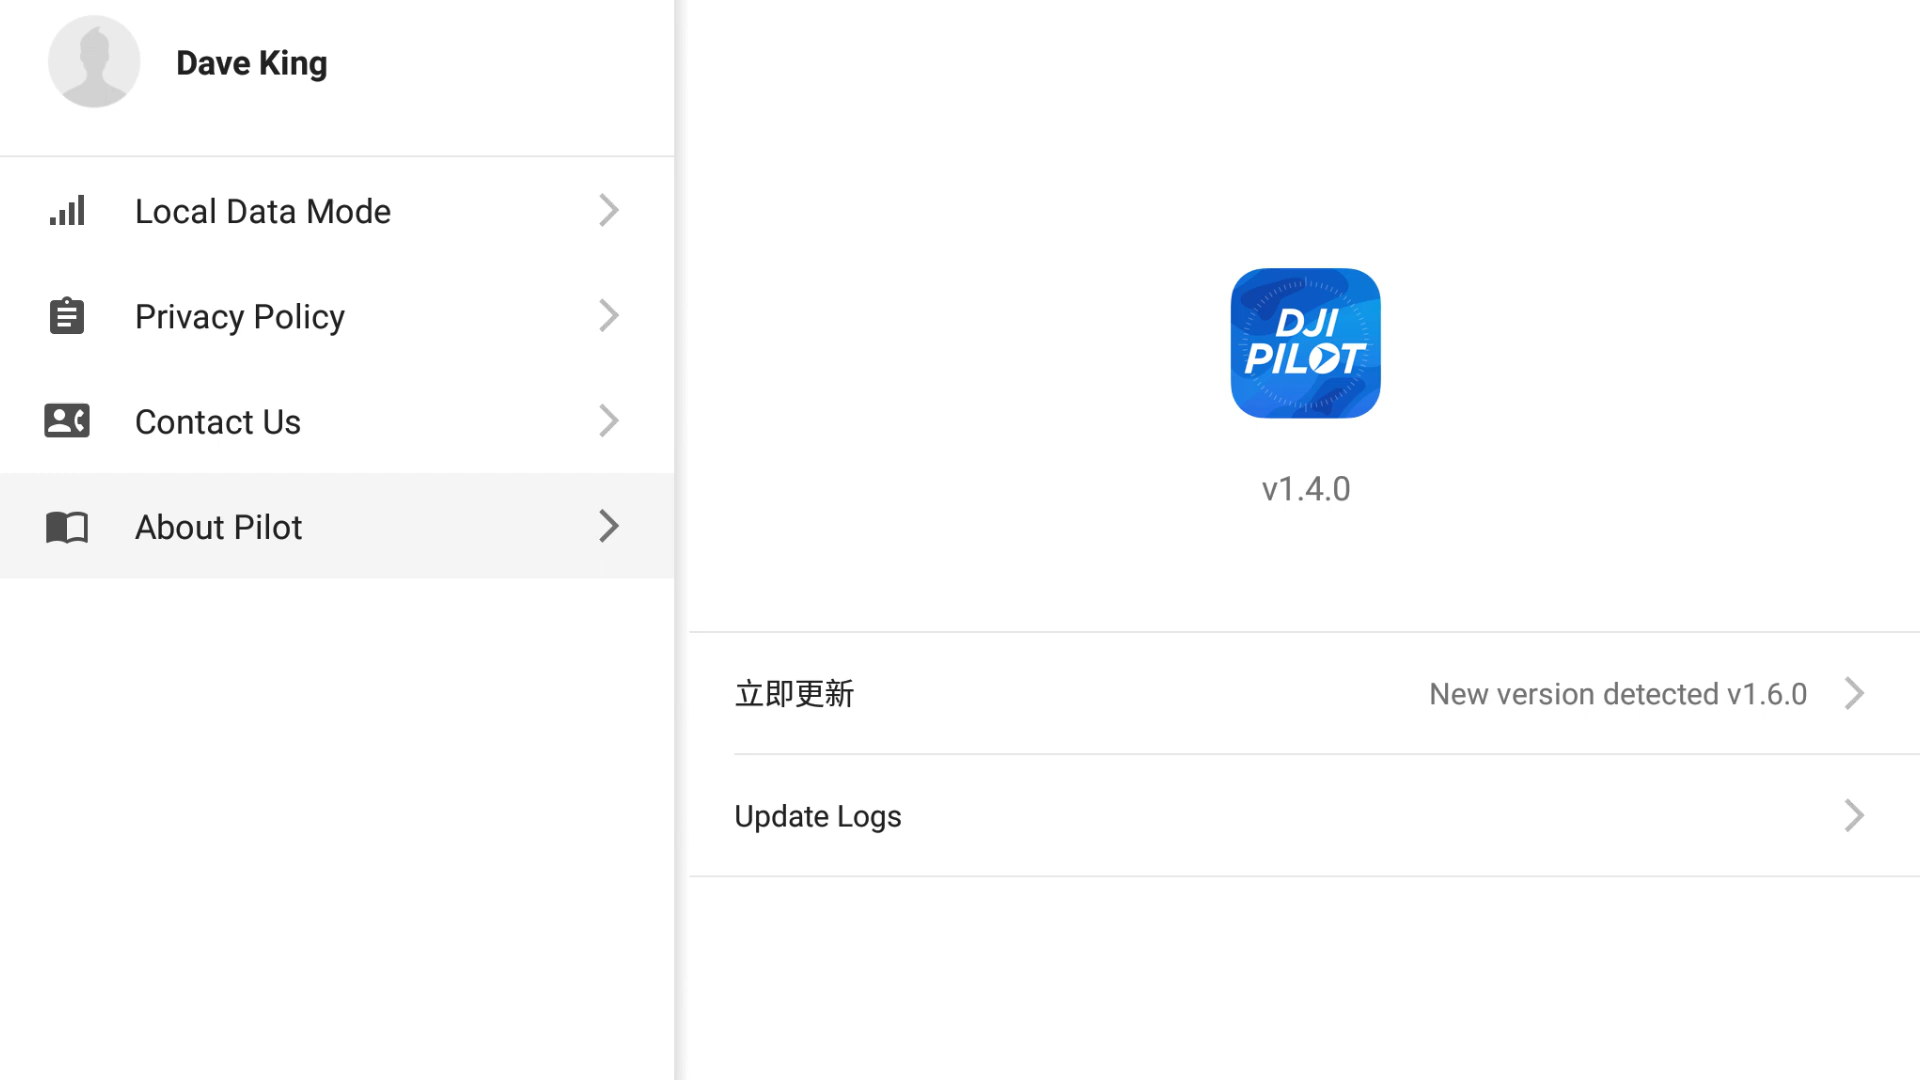 Dave King
Local Data Mode
Privacy Policy
Contact Us
About Pilot
DJI
PILOT
v1.4.0
立即更新 New version detected v1.6.0
Update Logs